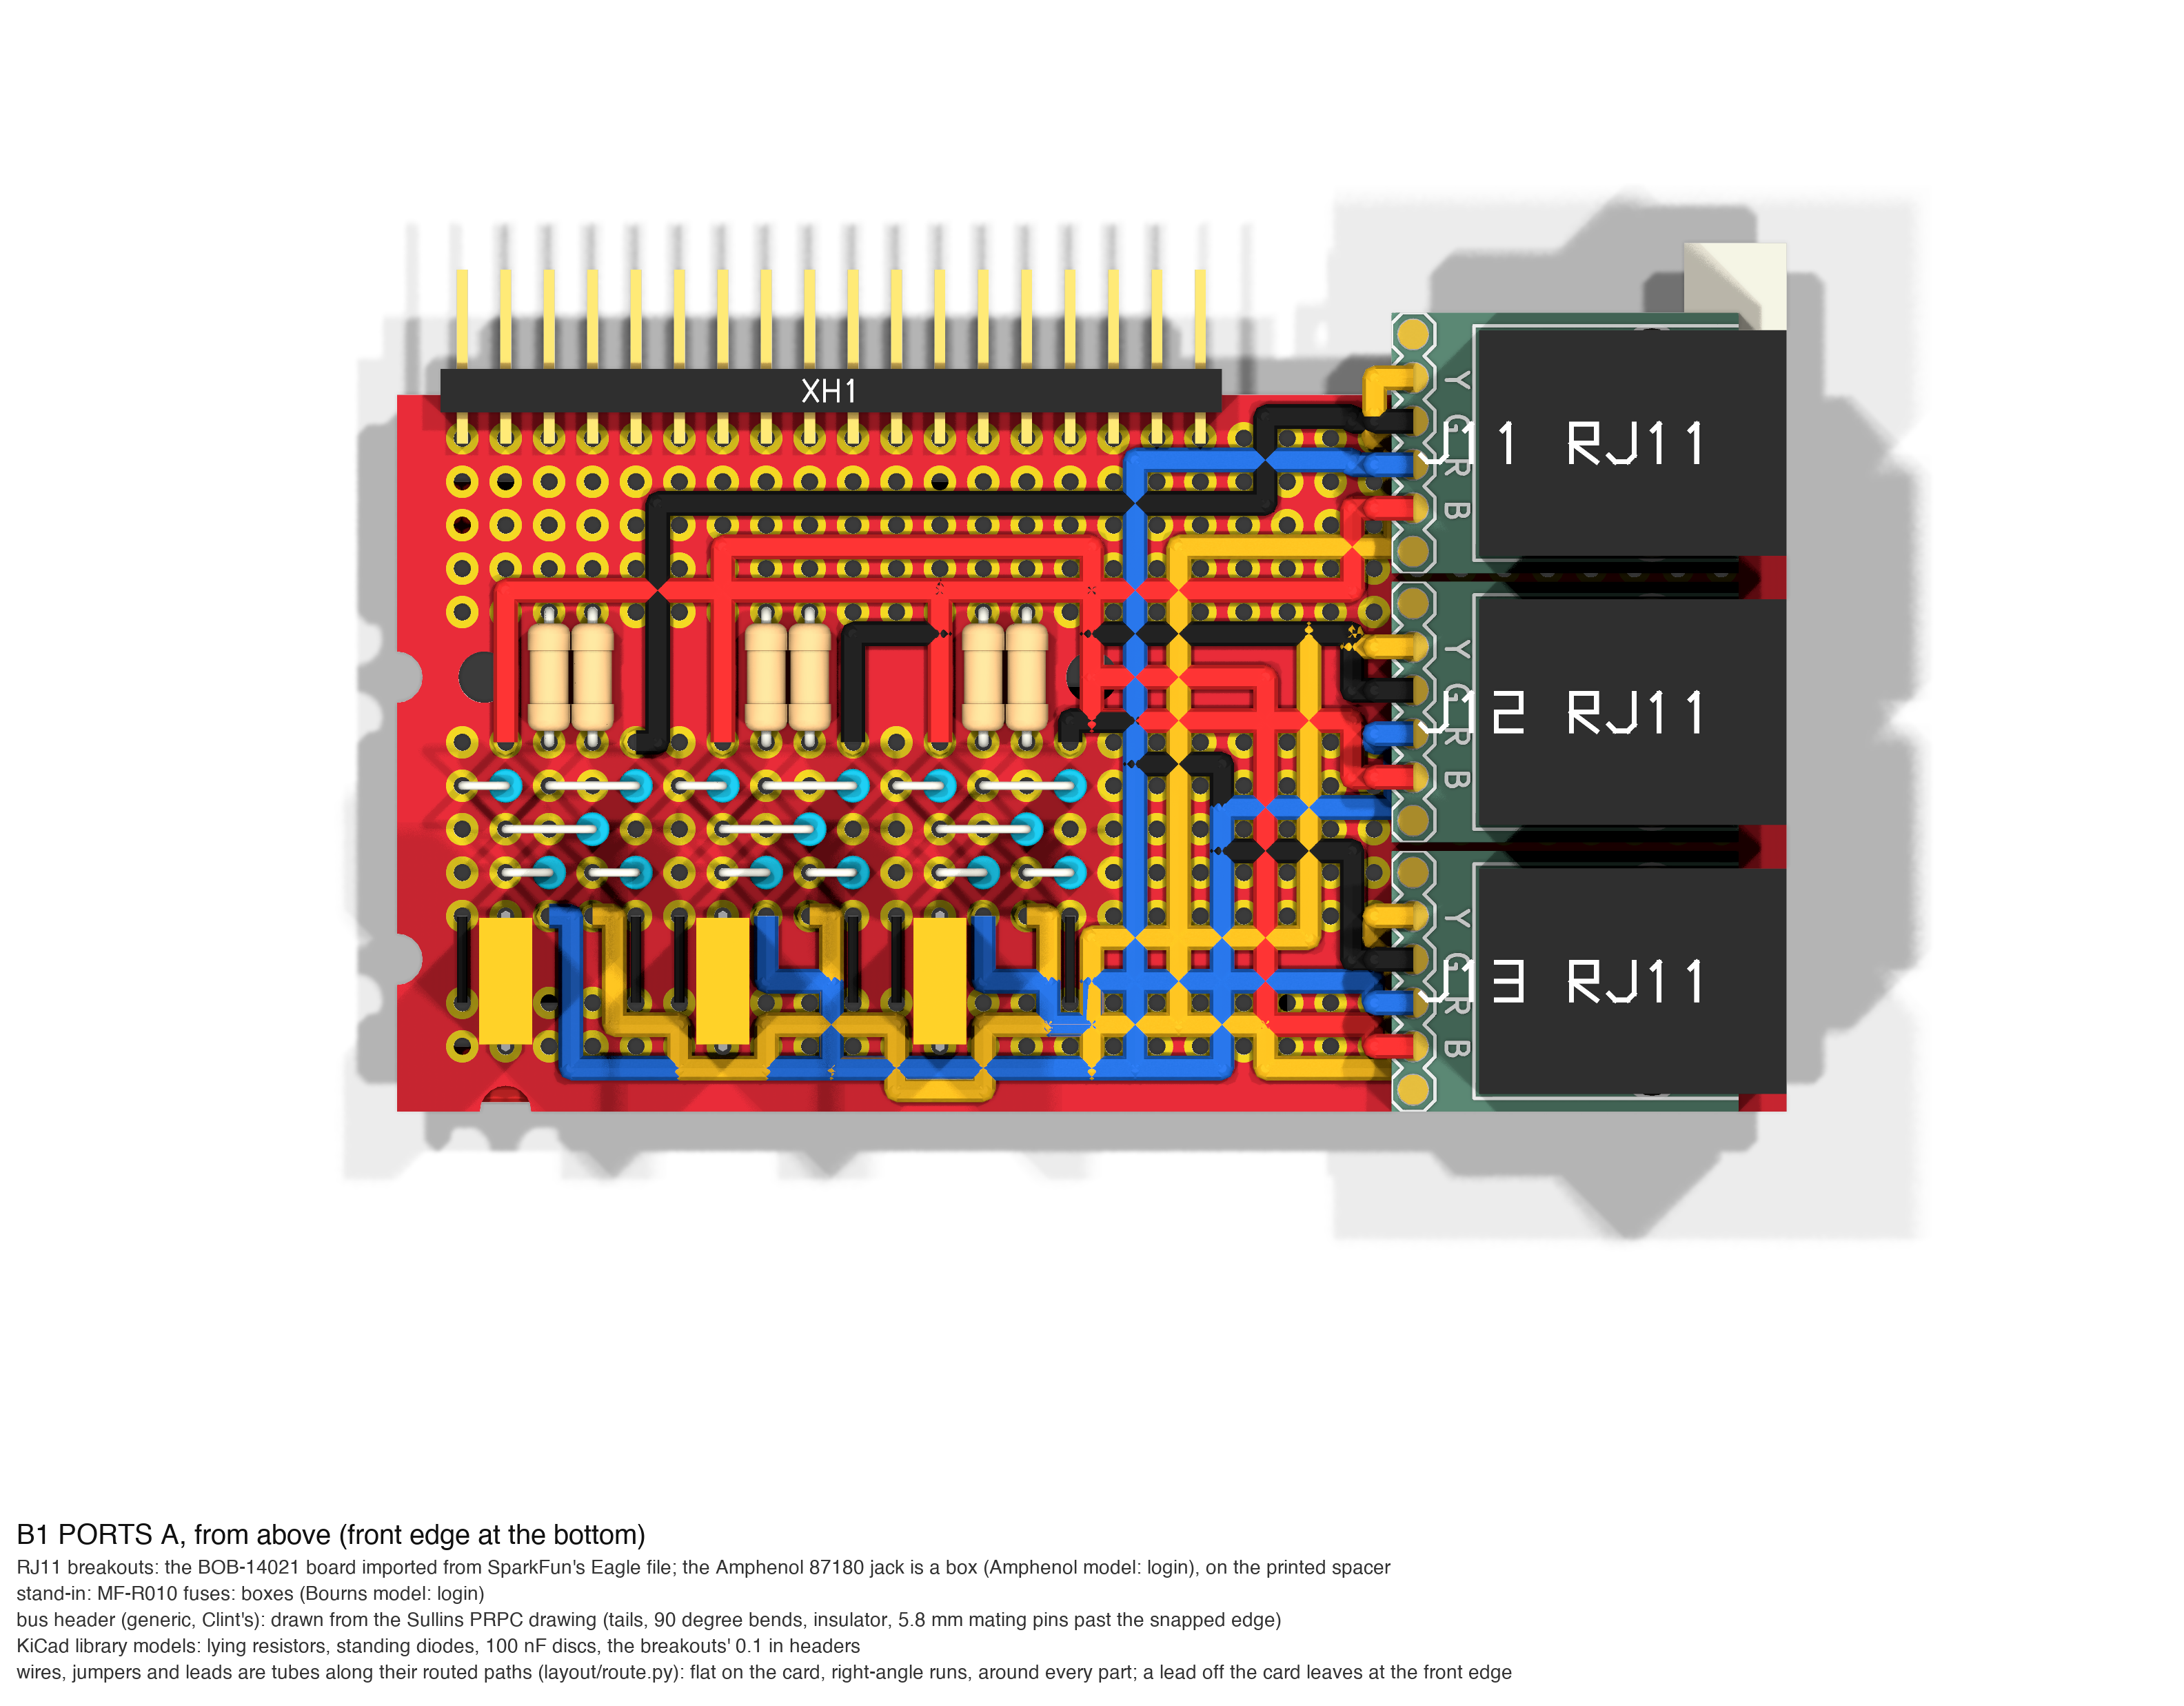 XH1
Y
G
R
B
J11 RJ11
Y
G
R
B
J12 RJ11
Y
G
R
B
J13 RJ11
B1 PORTS A, from above (front edge at the bottom)
RJ11 breakouts: the BOB-14021 board imported from SparkFun's Eagle file; the Amphenol 87180 jack is a box (Amphenol model: login), on the printed spacer
stand-in: MF-R010 fuses: boxes (Bourns model: login)
bus header (generic, Clint's): drawn from the Sullins PRPC drawing (tails, 90 degree bends, insulator, 5.8 mm mating pins past the snapped edge)
KiCad library models: lying resistors, standing diodes, 100 nF discs, the breakouts' 0.1 in headers
wires, jumpers and leads are tubes along their routed paths (layout/route.py): flat on the card, right-angle runs, around every part; a lead off the card leaves at the front edge